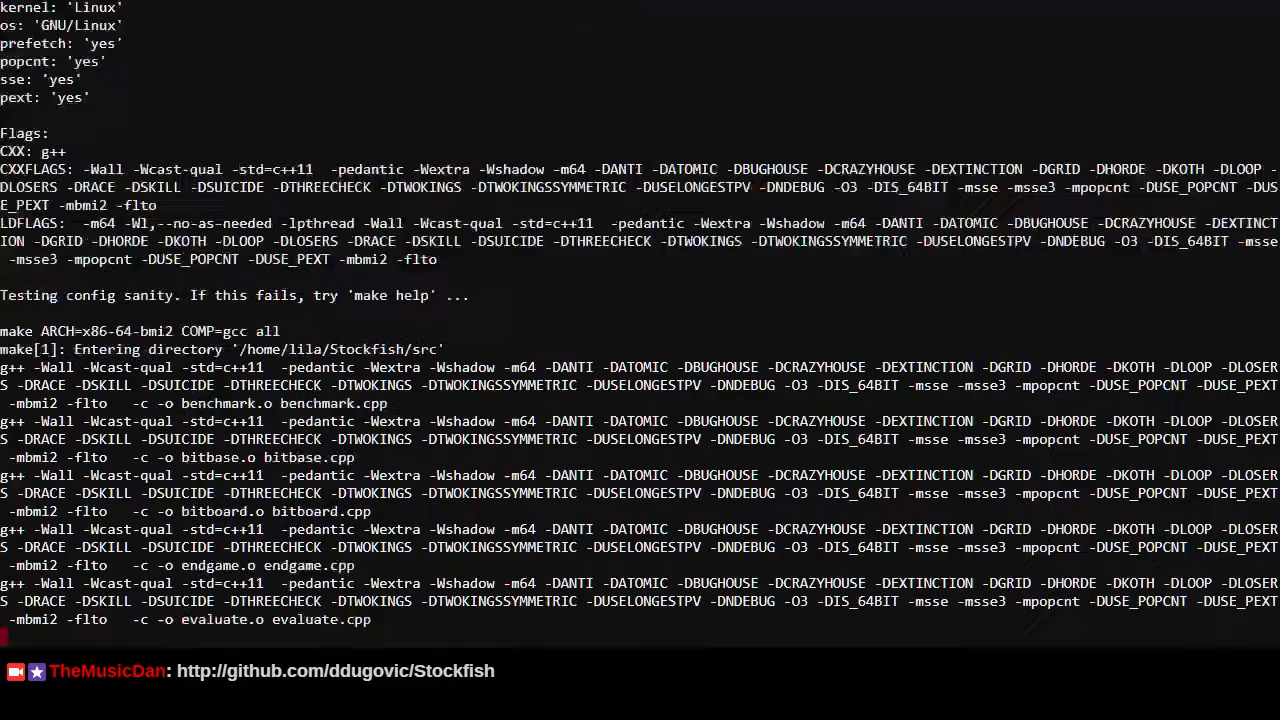 kernel: 'Linux'
os: 'GNU/Linux'
prefetch: 'yes'
popcnt: 'yes'
sse: 'yes'
pext: 'yes'
Flags:
CXX: g++
CXXFLAGS: -Wall -Wcast-qual -std=c++11  -pedantic -Wextra -Wshadow -m64 -DANTI -DATOMIC -DBUGHOUSE -DCRAZYHOUSE -DEXTINCTION -DGRID -DHORDE -DKOTH -DLOOP -
DLOSERS -DRACE -DSKILL -DSUICIDE -DTHREECHECK -DTWOKINGS -DTWOKINGSSYMMETRIC -DUSELONGESTPV -DNDEBUG -O3 -DIS_64BIT -msse -msse3 -mpopcnt -DUSE_POPCNT -DUS
E_PEXT -mbmi2 -flto
LDFLAGS:  -m64 -Wl,--no-as-needed -lpthread -Wall -Wcast-qual -std=c++11  -pedantic -Wextra -Wshadow -m64 -DANTI -DATOMIC -DBUGHOUSE -DCRAZYHOUSE -DEXTINCT
ION -DGRID -DHORDE -DKOTH -DLOOP -DLOSERS -DRACE -DSKILL -DSUICIDE -DTHREECHECK -DTWOKINGS -DTWOKINGSSYMMETRIC -DUSELONGESTPV -DNDEBUG -O3 -DIS_64BIT -msse
-msse3 -mpopcnt -DUSE_POPCNT -DUSE_PEXT -mbmi2 -flto
Testing config sanity. If this fails, try 'make help' ...
make ARCH=x86-64-bmi2 COMP=gcc all
make[1]: Entering directory '/home/lila/Stockfish/src'
g++ -Wall -Wcast-qual -std=c++11  -pedantic -Wextra -Wshadow -m64 -DANTI -DATOMIC -DBUGHOUSE -DCRAZYHOUSE -DEXTINCTION -DGRID -DHORDE -DKOTH -DLOOP -DLOSER
S -DRACE -DSKILL -DSUICIDE -DTHREECHECK -DTWOKINGS -DTWOKINGSSYMMETRIC -DUSELONGESTPV -DNDEBUG -O3 -DIS_64BIT -msse -msse3 -mpopcnt -DUSE_POPCNT -DUSE_PEXT
-mbmi2 -flto   -c -o benchmark.o benchmark.cpp
g++ -Wall -Wcast-qual -std=c++11  -pedantic -Wextra -Wshadow -m64 -DANTI -DATOMIC -DBUGHOUSE -DCRAZYHOUSE -DEXTINCTION -DGRID -DHORDE -DKOTH -DLOOP -DLOSER
S -DRACE -DSKILL -DSUICIDE -DTHREECHECK -DTWOKINGS -DTWOKINGSSYMMETRIC -DUSELONGESTPV -DNDEBUG -O3 -DIS_64BIT -msse -msse3 -mpopcnt -DUSE_POPCNT -DUSE_PEXT
-mbmi2 -flto   -c -o bitbase.o bitbase.cpp
g++ -Wall -Wcast-qual -std=c++11  -pedantic -Wextra -Wshadow -m64 -DANTI -DATOMIC -DBUGHOUSE -DCRAZYHOUSE -DEXTINCTION -DGRID -DHORDE -DKOTH -DLOOP -DLOSER
S -DRACE -DSKILL -DSUICIDE -DTHREECHECK -DTWOKINGS -DTWOKINGSSYMMETRIC -DUSELONGESTPV -DNDEBUG -O3 -DIS_64BIT -msse -msse3 -mpopcnt -DUSE_POPCNT -DUSE_PEXT
-mbmi2 -flto   -c -o bitboard.o bitboard.cpp
g++ -Wall -Wcast-qual -std=c++11  -pedantic -Wextra -Wshadow -m64 -DANTI -DATOMIC -DBUGHOUSE -DCRAZYHOUSE -DEXTINCTION -DGRID -DHORDE -DKOTH -DLOOP -DLOSER
S -DRACE -DSKILL -DSUICIDE -DTHREECHECK -DTWOKINGS -DTWOKINGSSYMMETRIC -DUSELONGESTPV -DNDEBUG -O3 -DIS_64BIT -msse -msse3 -mpopcnt -DUSE_POPCNT -DUSE_PEXT
-mbmi2 -flto   -c -o endgame.o endgame.cpp
g++ -Wall -Wcast-qual -std=c++11  -pedantic -Wextra -Wshadow -m64 -DANTI -DATOMIC -DBUGHOUSE -DCRAZYHOUSE -DEXTINCTION -DGRID -DHORDE -DKOTH -DLOOP -DLOSER
S -DRACE -DSKILL -DSUICIDE -DTHREECHECK -DTWOKINGS -DTWOKINGSSYMMETRIC -DUSELONGESTPV -DNDEBUG -O3 -DIS_64BIT -msse -msse3 -mpopcnt -DUSE_POPCNT -DUSE_PEXT
-mbmi2 -flto   -c -o evaluate.o evaluate.cpp
TheMusicDan: http://github.com/ddugovic/Stockfish